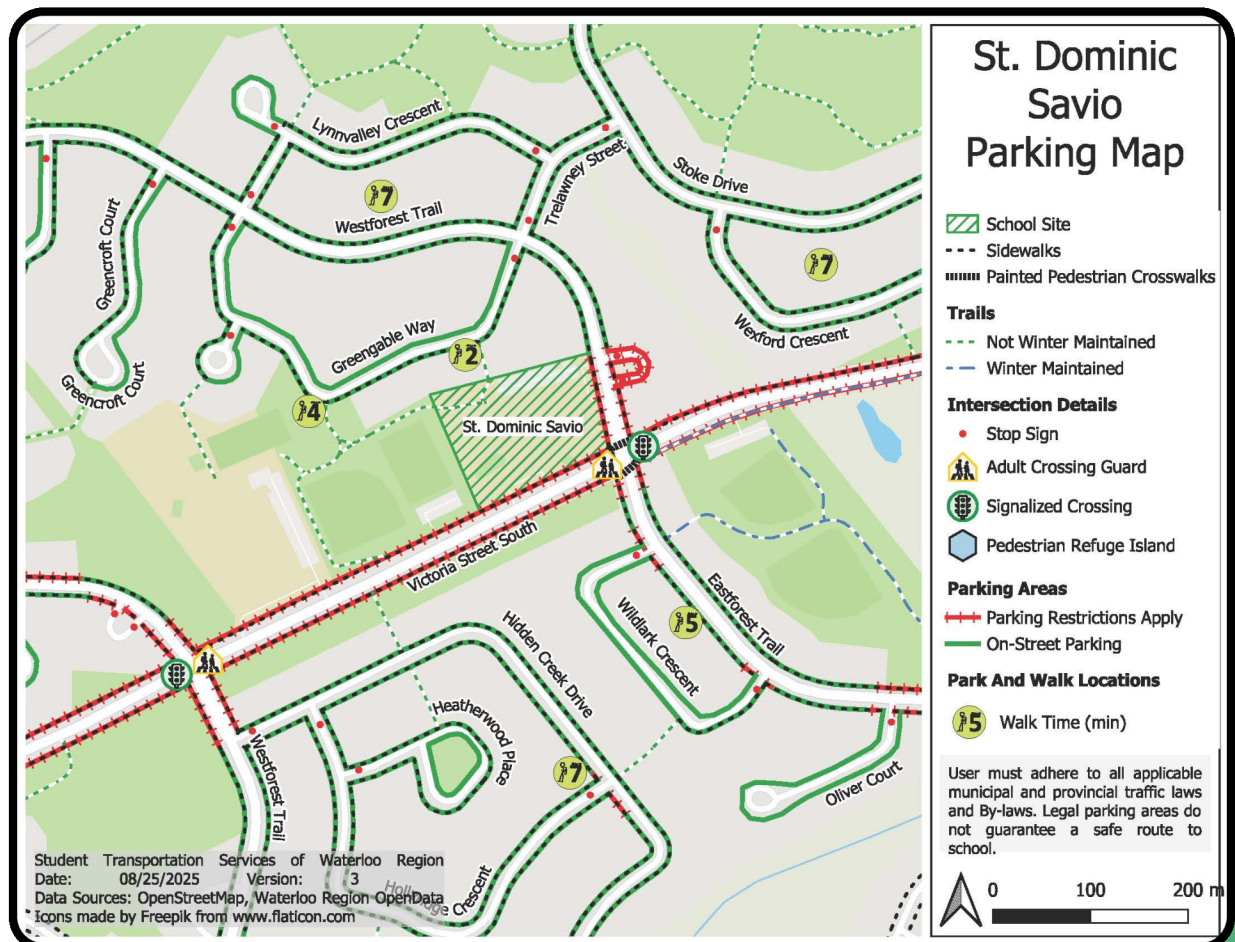 St. Dominic
Savio
Parking Map
School Site
Sidewalks
Painted Pedestrian Crosswalks
Trails
Not Winter Maintained
Winter Maintained
Intersection Details
Stop Sign
Adult Crossing Guard
Signalized Crossing
Pedestrian Refuge Island
Parking Areas
Parking Restrictions Apply
On-Street Parking
Park And Walk Locations
5 Walk Time (min)
User must adhere to all applicable
municipal and provincial traffic laws
and By-laws. Legal parking areas do
not guarantee a safe route to
school.
0 100 200 m
Lynnvalley Crescent
Trelawney Street
Stoke Drive
7
Westforest Trail
Greencroft Court
7
Wexford Crescent
Greengable Way
2
Greencroft Court
4
St. Dominic Savio
Victoria Street South
Eastforest Trail
Wildlark Crescent
5
Hidden Creek Drive
Heatherwood Place
7
Oliver Court
Westforest Trail
Hollbridge Crescent
Student Transportation Services of Waterloo Region
Date: 08/25/2025 Version: 3
Data Sources: OpenStreetMap, Waterloo Region OpenData
Icons made by Freepik from www.flaticon.com